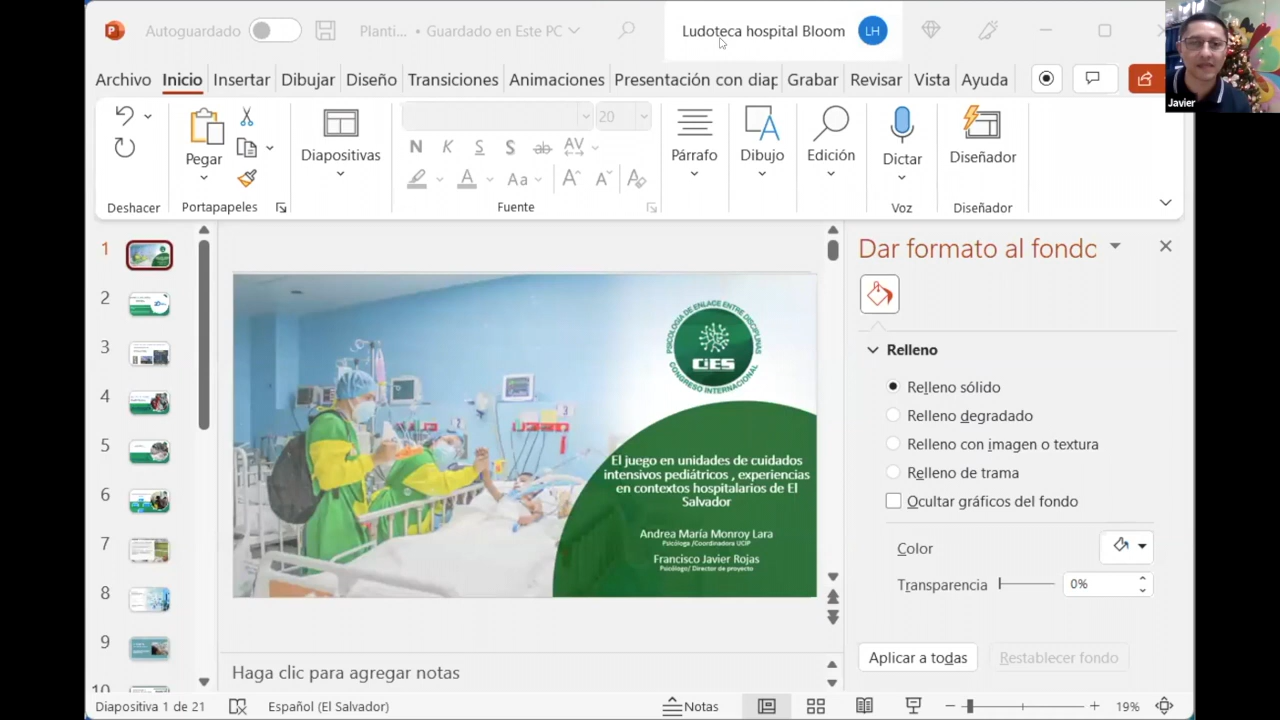 Autoguardado
Planti... • Guardado en Este PC
Ludoteca hospital Bloom
LH
Javier
Archivo Inicio Insertar Dibujar Diseño Transiciones Animaciones Presentación con diap Grabar Revisar Vista Ayuda
20
N K S S ab AV
A Aa A A A
Pegar
Diapositivas
Párrafo
Dibujo
Edición
Dictar
Diseñador
Deshacer
Portapapeles
Fuente
Voz
Diseñador
1
2
3
4
5
6
7
8
9
10
PSICOLOGÍA DE ENLACE ENTRE DISCIPLINAS
CIES
CONGRESO INTERNACIONAL
3
El juego en unidades de cuidados
intensivos pediátricos , experiencias
en contextos hospitalarios de El
Salvador
Andrea María Monroy Lara
Psicóloga /Coordinadora UCIP
Francisco Javier Rojas
Psicólogo/ Director de proyecto
Dar formato al fondo
Relleno
Relleno sólido
Relleno degradado
Relleno con imagen o textura
Relleno de trama
Ocultar gráficos del fondo
Color
Transparencia 0%
Aplicar a todas Restablecer fondo
Haga clic para agregar notas
Diapositiva 1 de 21 Español (El Salvador) Notas 19%